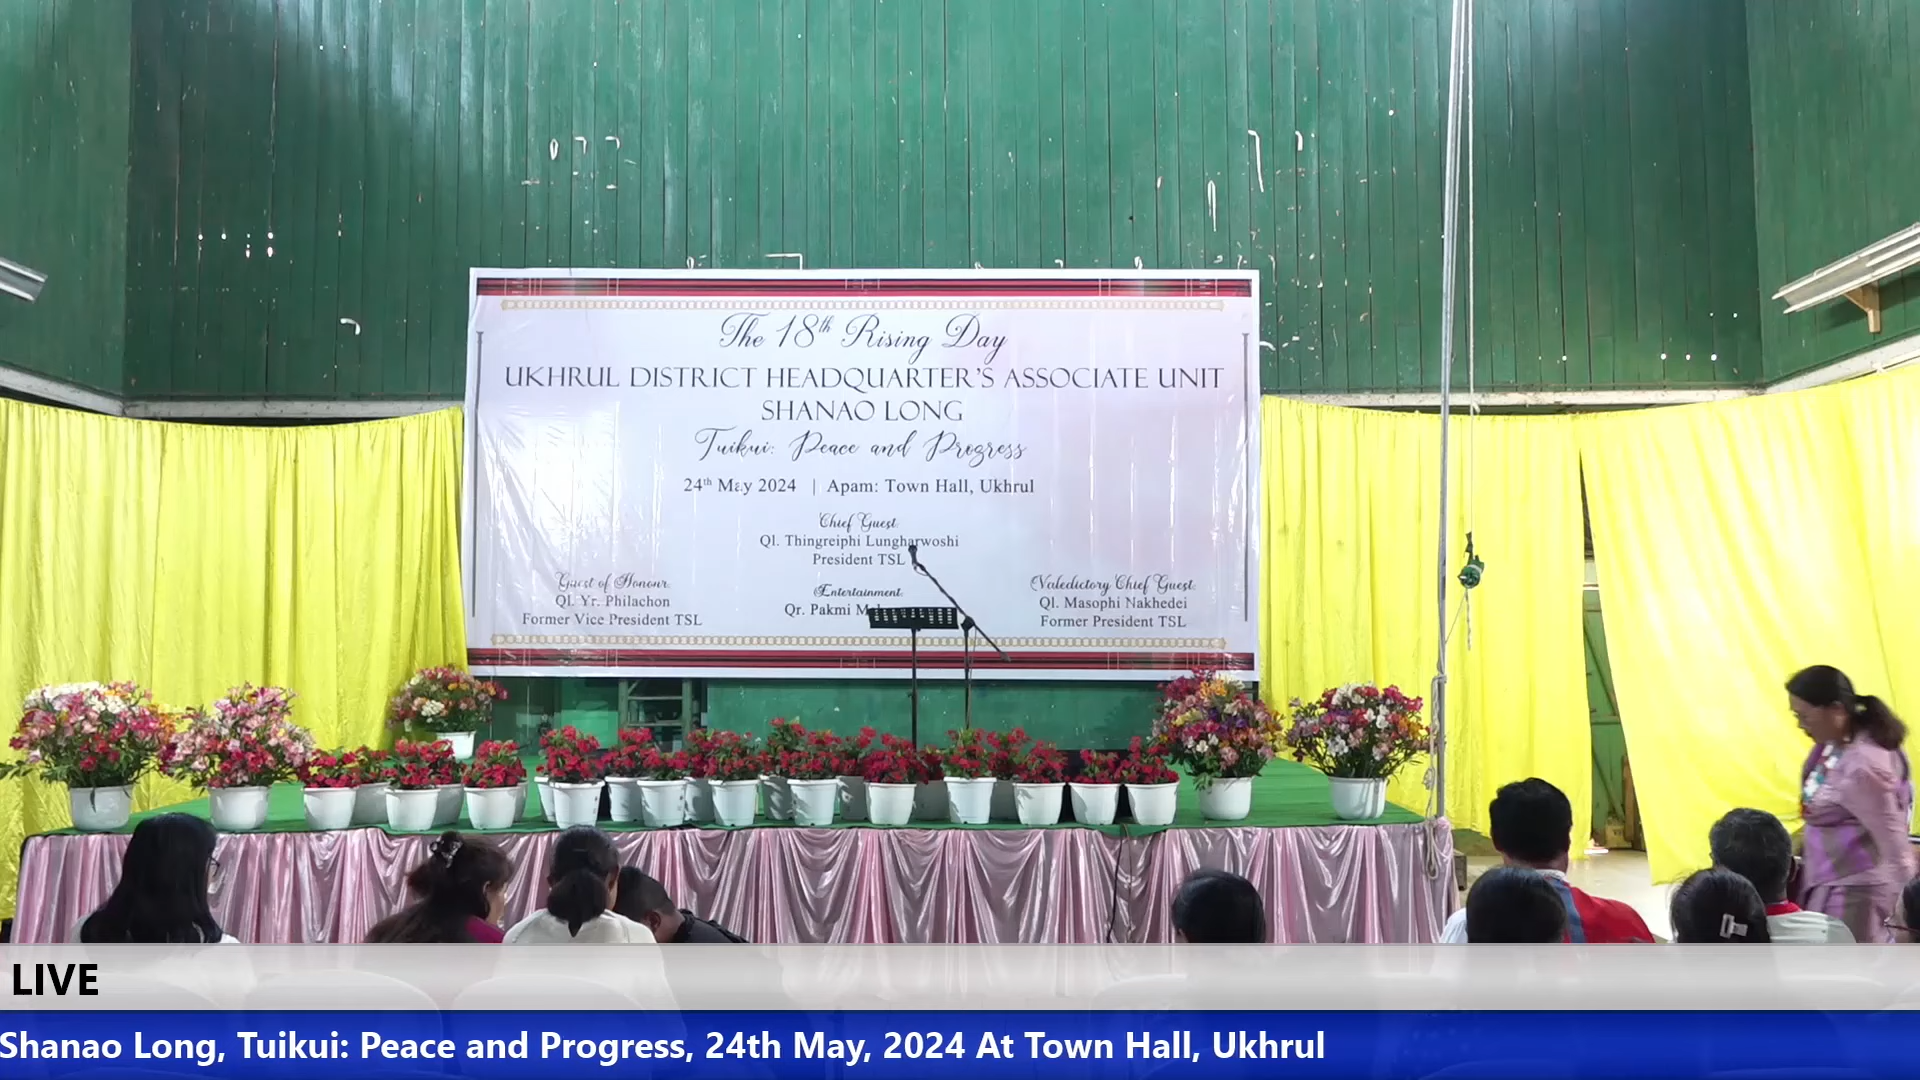 The 18th Rising Day
UKHRUL DISTRICT HEADQUARTER'S ASSOCIATE UNIT
SHANAO LONG
Tuikui: Peace and Progress
24th May 2024 | Apam: Town Hall, Ukhrul
Chief Guest:
Ql. Thingreiphi Lungharwoshi
President TSL
Guest of Honour:
Ql. Yr. Philachon
Former Vice President TSL
Entertainment:
Qr. Pakmi
Valedictory Chief Guest:
Ql. Masophi Nakhedei
Former President TSL
LIVE
Shanao Long, Tuikui: Peace and Progress, 24th May, 2024 At Town Hall, Ukhrul